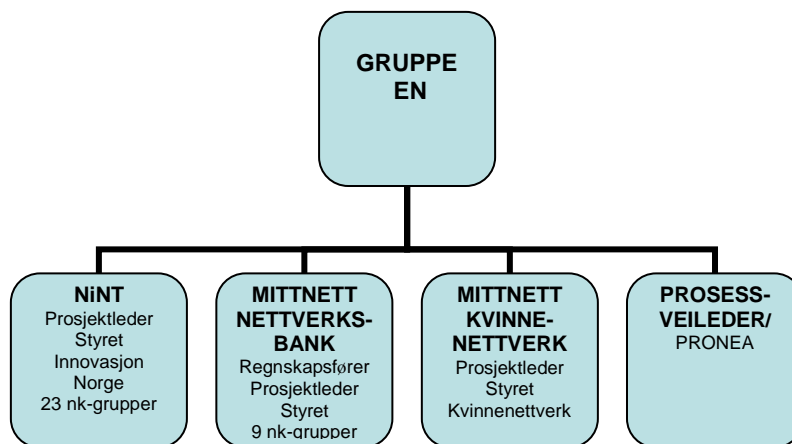 GRUPPE
EN
NiNT
Prosjektleder
Styret
Innovasjon
Norge
23 nk-grupper
MITTNETT
NETTVERKS-
BANK
Regnskapsfører
Prosjektleder
Styret
9 nk-grupper
MITTNETT
KVINNE-
NETTVERK
Prosjektleder
Styret
Kvinnenettverk
PROSESS-
VEILEDER/
PRONEA